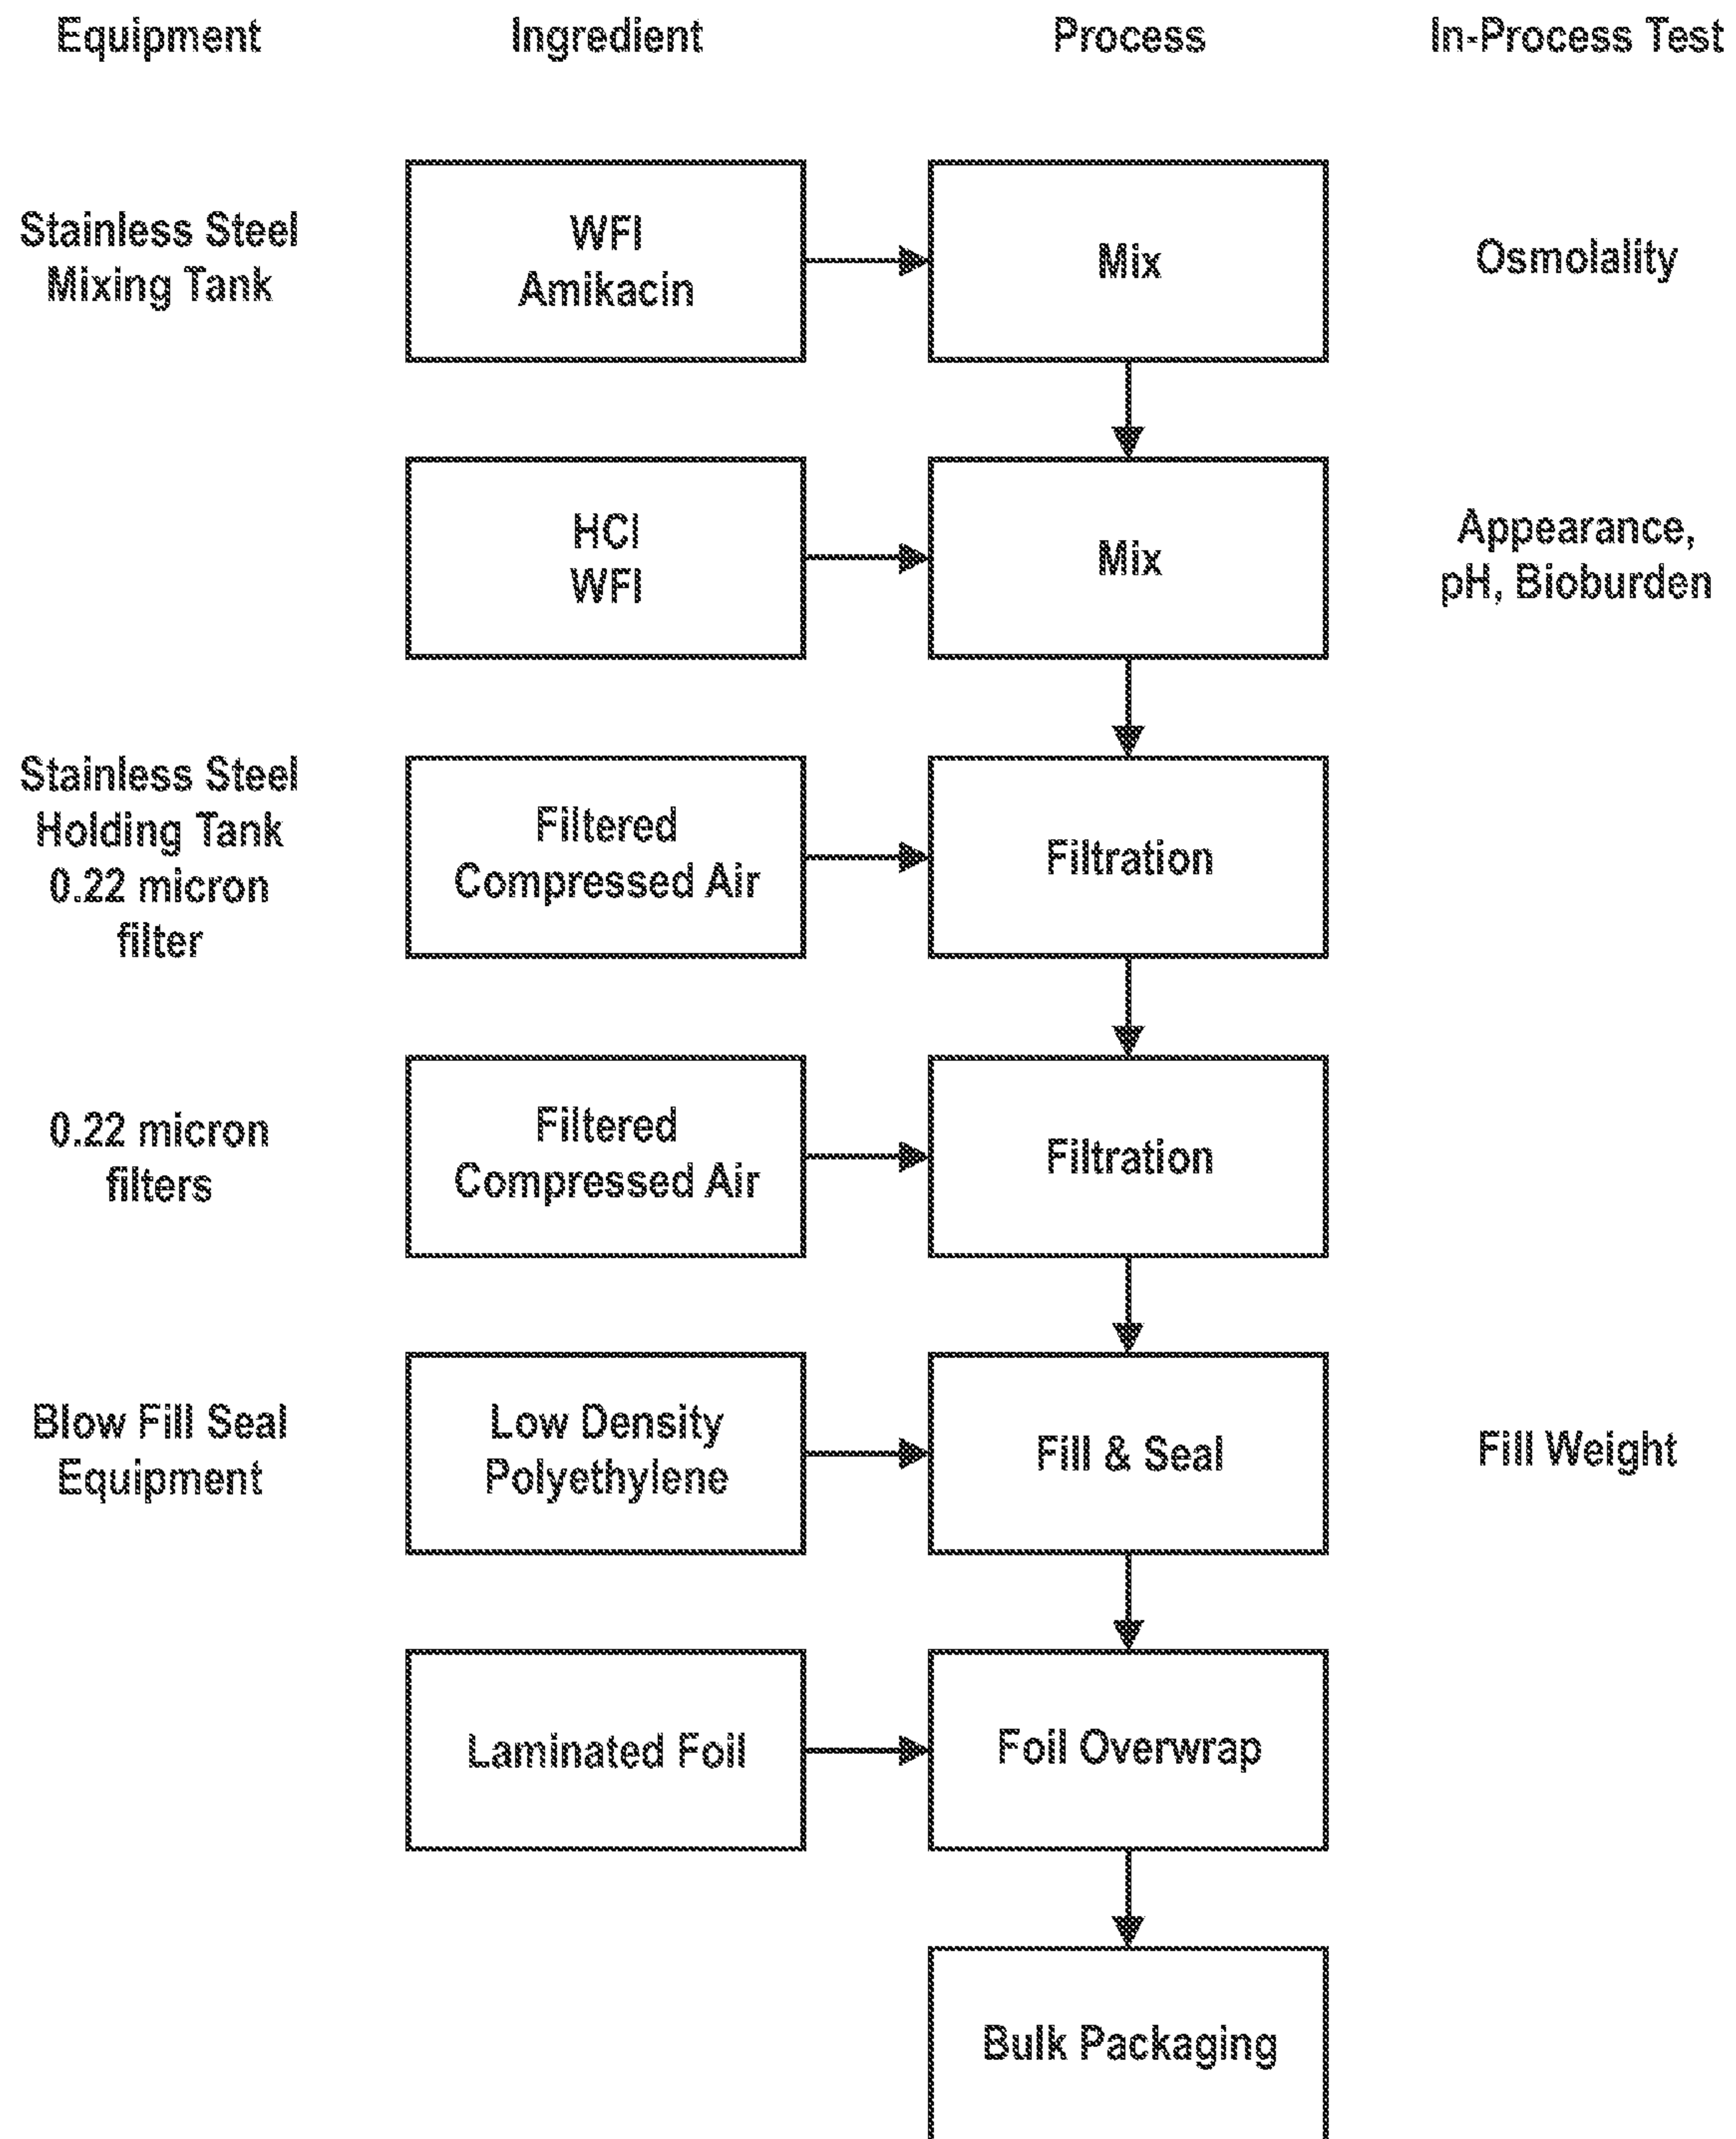 Equipment
Ingredient
Process
In-Process Test
Stainless Steel
Mixing Tank
WFI
Amikacin
Mix
Osmolality
HCl
WFI
Mix
Appearance,
pH, Bioburden
Stainless Steel
Holding Tank
0.22 micron
filter
Filtered
Compressed Air
Filtration
0.22 micron
filters
Filtered
Compressed Air
Filtration
Blow Fill Seal
Equipment
Low Density
Polyethylene
Fill & Seal
Fill Weight
Laminated Foil
Foil Overwrap
Bulk Packaging